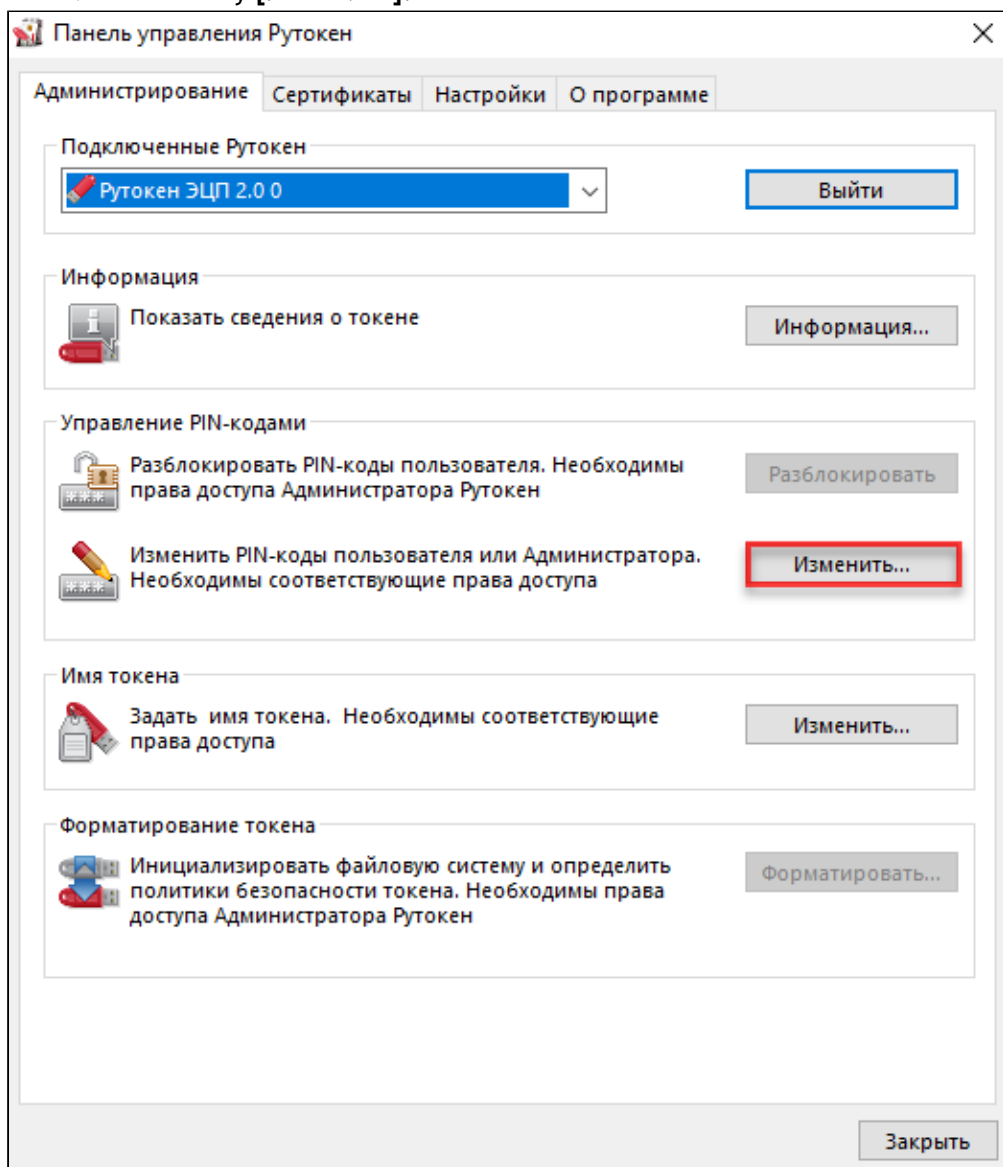 Панель управления Рутокен
Администрирование Сертификаты Настройки О программе
Подключенные Рутокен
Рутокен ЭЦП 2.0 0
Выйти
Информация
Показать сведения о токене
Информация...
Управление PIN-кодами
Разблокировать PIN-коды пользователя. Необходимы
права доступа Администратора Рутокен
Разблокировать
Изменить PIN-коды пользователя или Администратора.
Необходимы соответствующие права доступа
Изменить...
Имя токена
Задать имя токена. Необходимы соответствующие
права доступа
Изменить...
Форматирование токена
Инициализировать файловую систему и определить
политики безопасности токена. Необходимы права
доступа Администратора Рутокен
Форматировать...
Закрыть